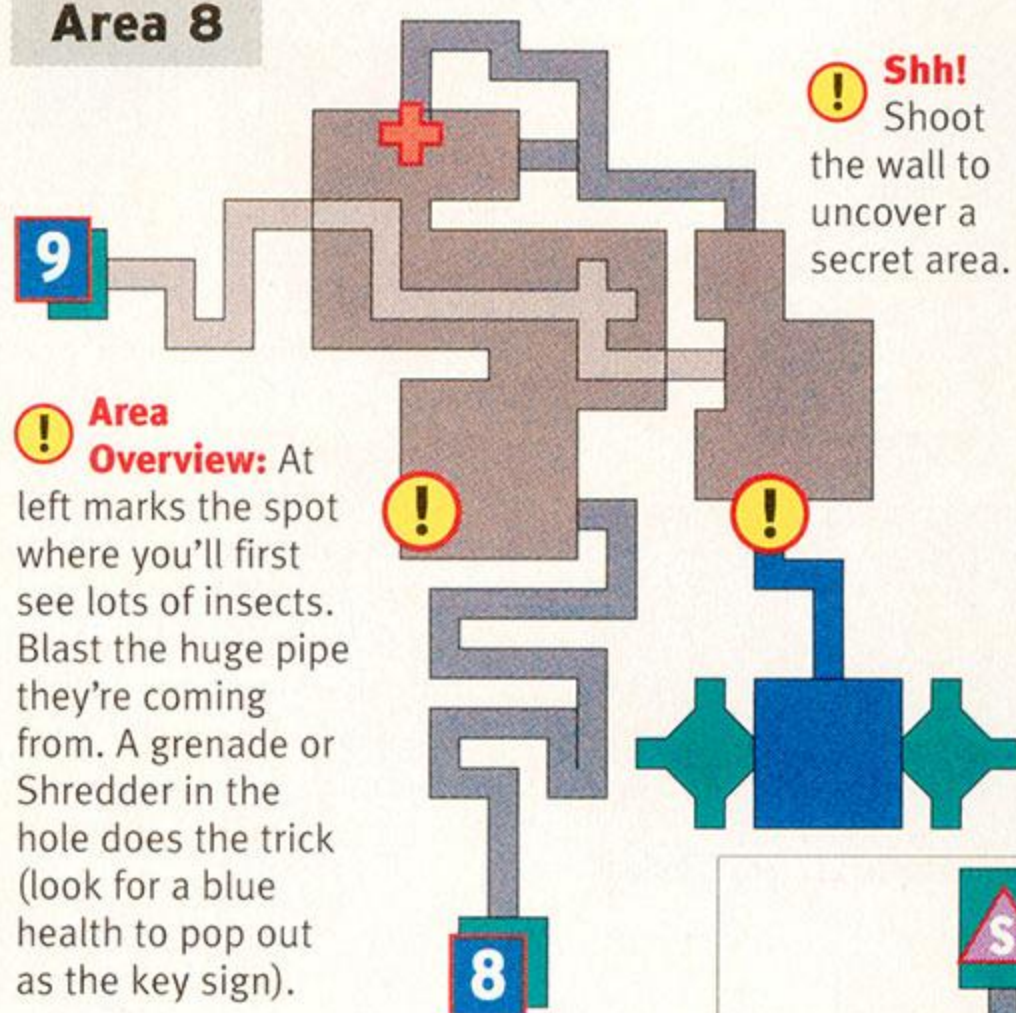 Area 8
! Shh!
Shoot
the wall to
uncover a
secret area.
9
! Area
Overview: At
left marks the spot
where you’ll first
see lots of insects.
Blast the huge pipe
they’re coming
from. A grenade or
Shredder in the
hole does the trick
(look for a blue
health to pop out
as the key sign).
!
!
8
S